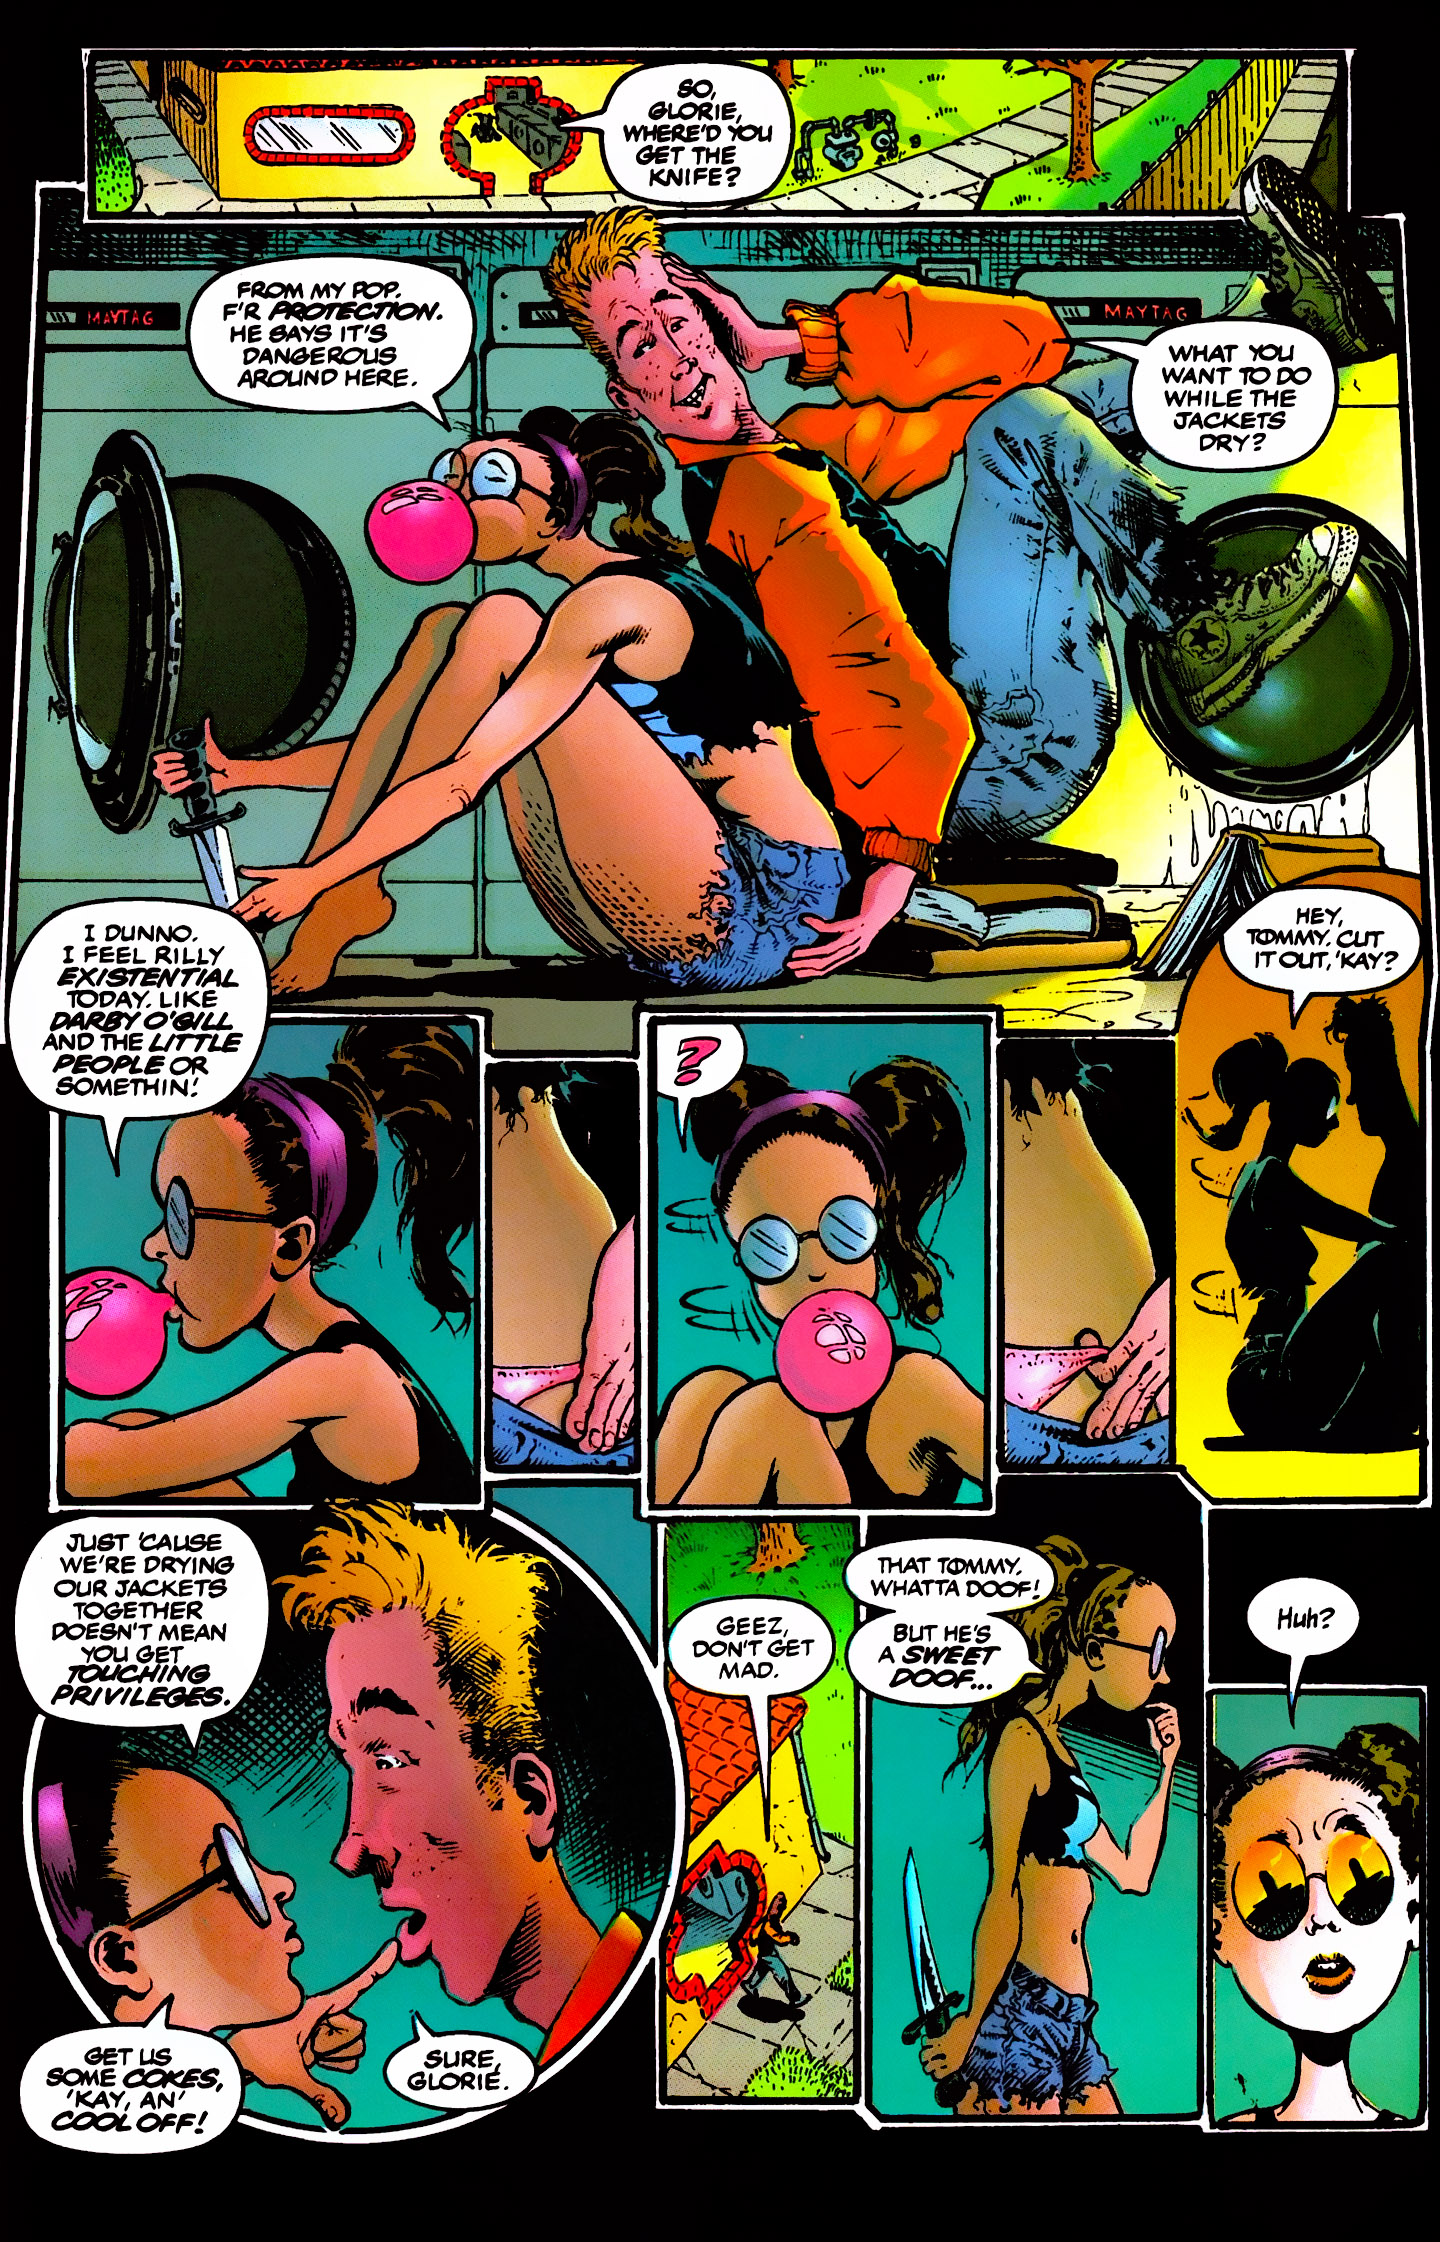 SO,
GLORIE,
WHERE'D YOU
GET THE
KNIFE?
FROM MY POP.
F'R PROTECTION.
HE SAYS IT'S
DANGEROUS
AROUND HERE.
MAYTAG
MAYTAG
WHAT YOU
WANT TO DO
WHILE THE
JACKETS
DRY?
I DUNNO.
I FEEL RILLY
EXISTENTIAL
TODAY. LIKE
DARBY O'GILL
AND THE LITTLE
PEOPLE OR
SOMETHIN'.
?
HEY,
TOMMY. CUT
IT OUT, 'KAY?
JUST 'CAUSE
WE'RE DRYING
OUR JACKETS
TOGETHER
DOESN'T MEAN
YOU GET
TOUCHING
PRIVILEGES.
GET US
SOME COKES,
'KAY, AN'
COOL OFF!
SURE,
GLORIE.
GEEZ,
DON'T GET
MAD.
THAT TOMMY.
WHATTA DOOF!
BUT HE'S
A SWEET
DOOF...
Huh?